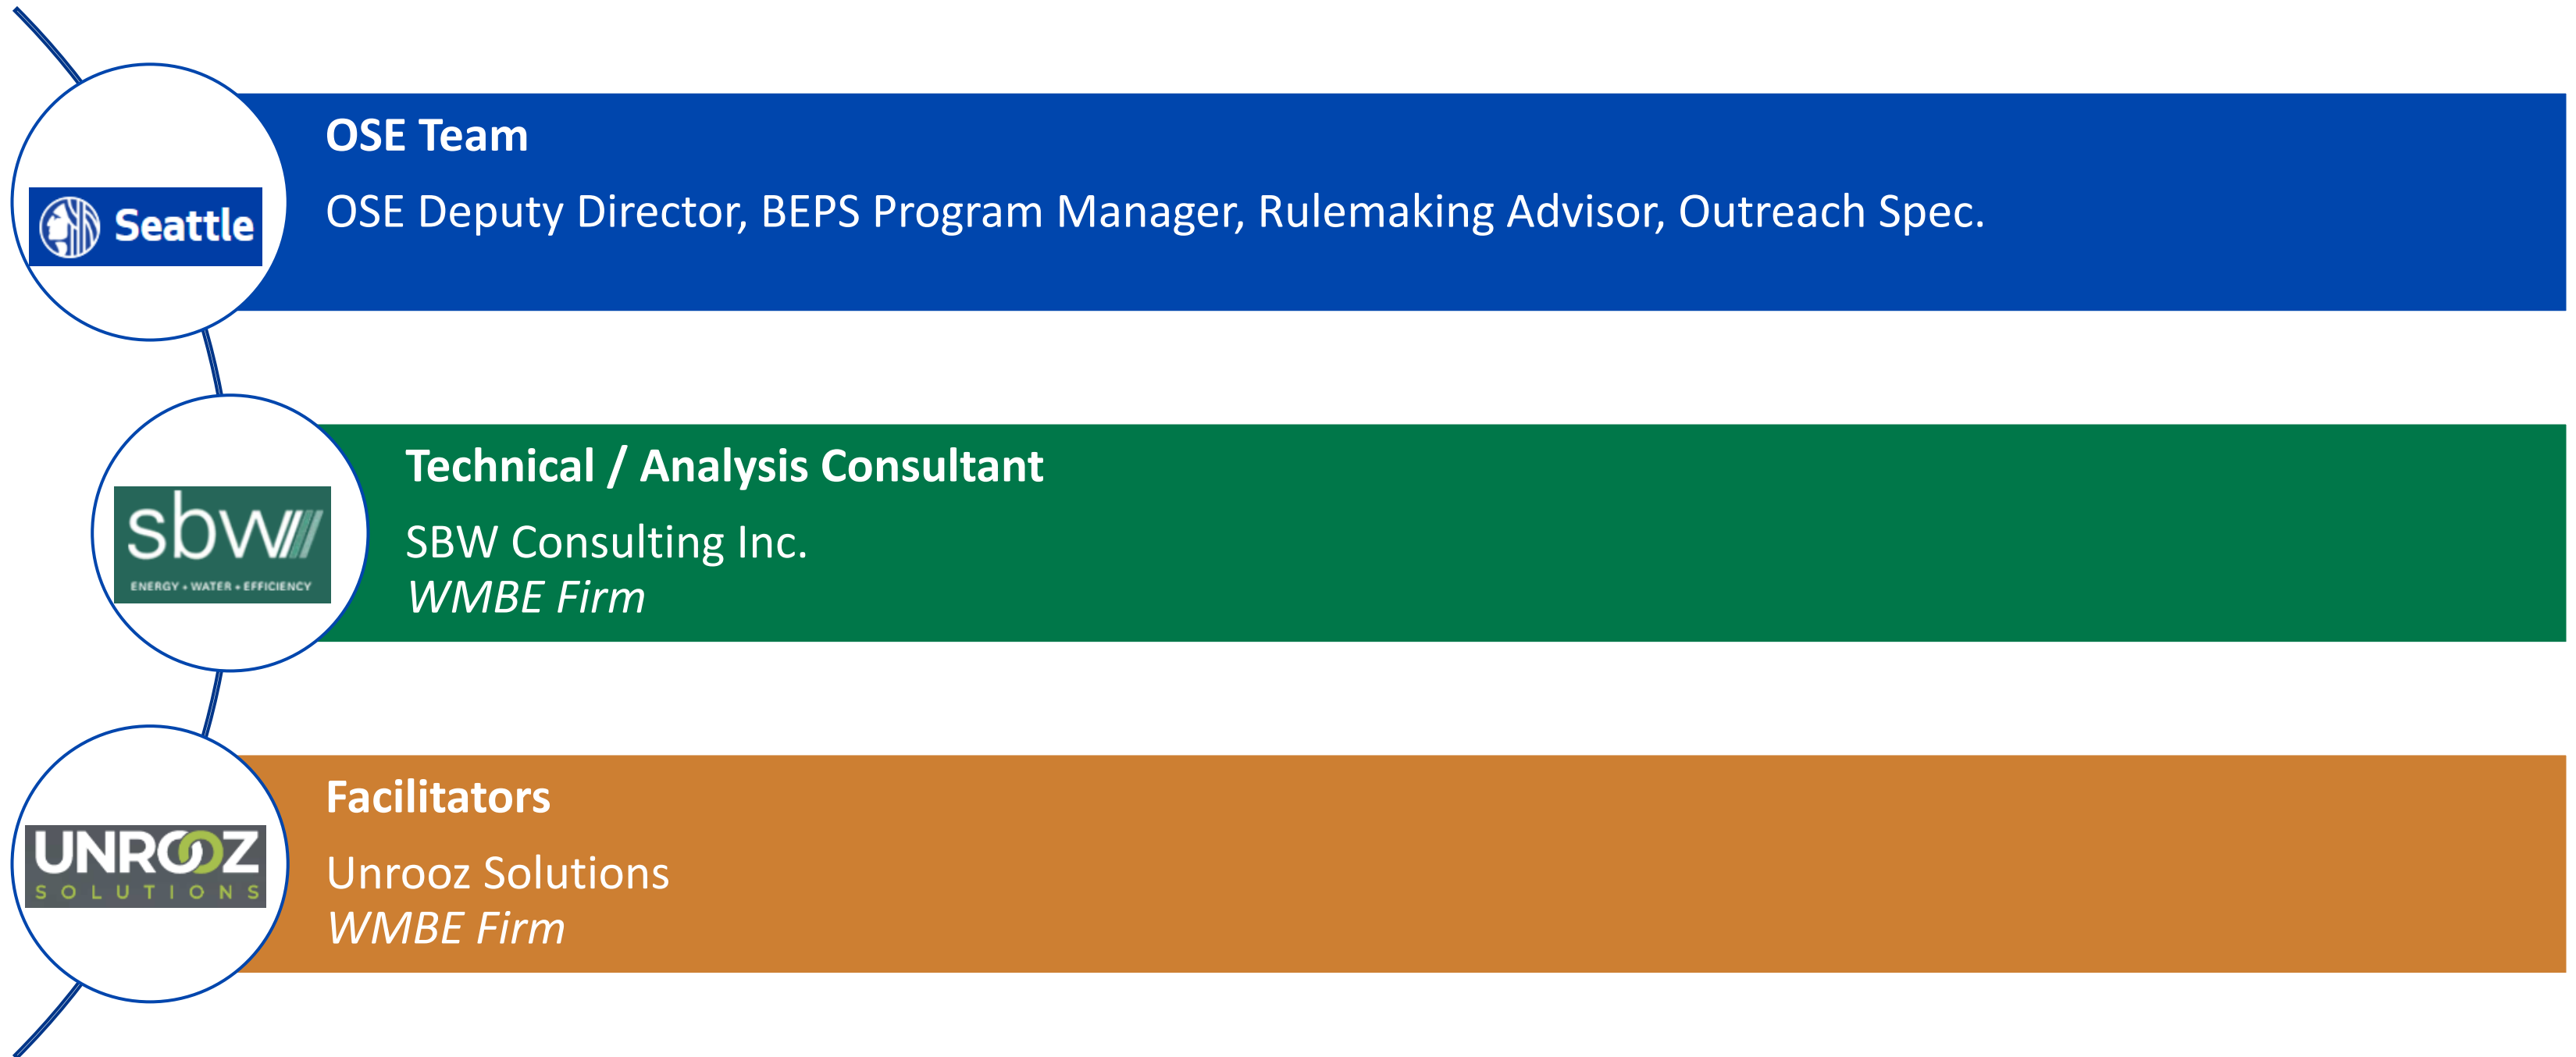 OSE Team
OSE Deputy Director, BEPS Program Manager, Rulemaking Advisor, Outreach Spec.
Seattle
Technical / Analysis Consultant
SBW Consulting Inc.
WMBE Firm
sbw
ENERGY + WATER + EFFICIENCY
Facilitators
Unrooz Solutions
WMBE Firm
UNROOZ
SOLUTIONS